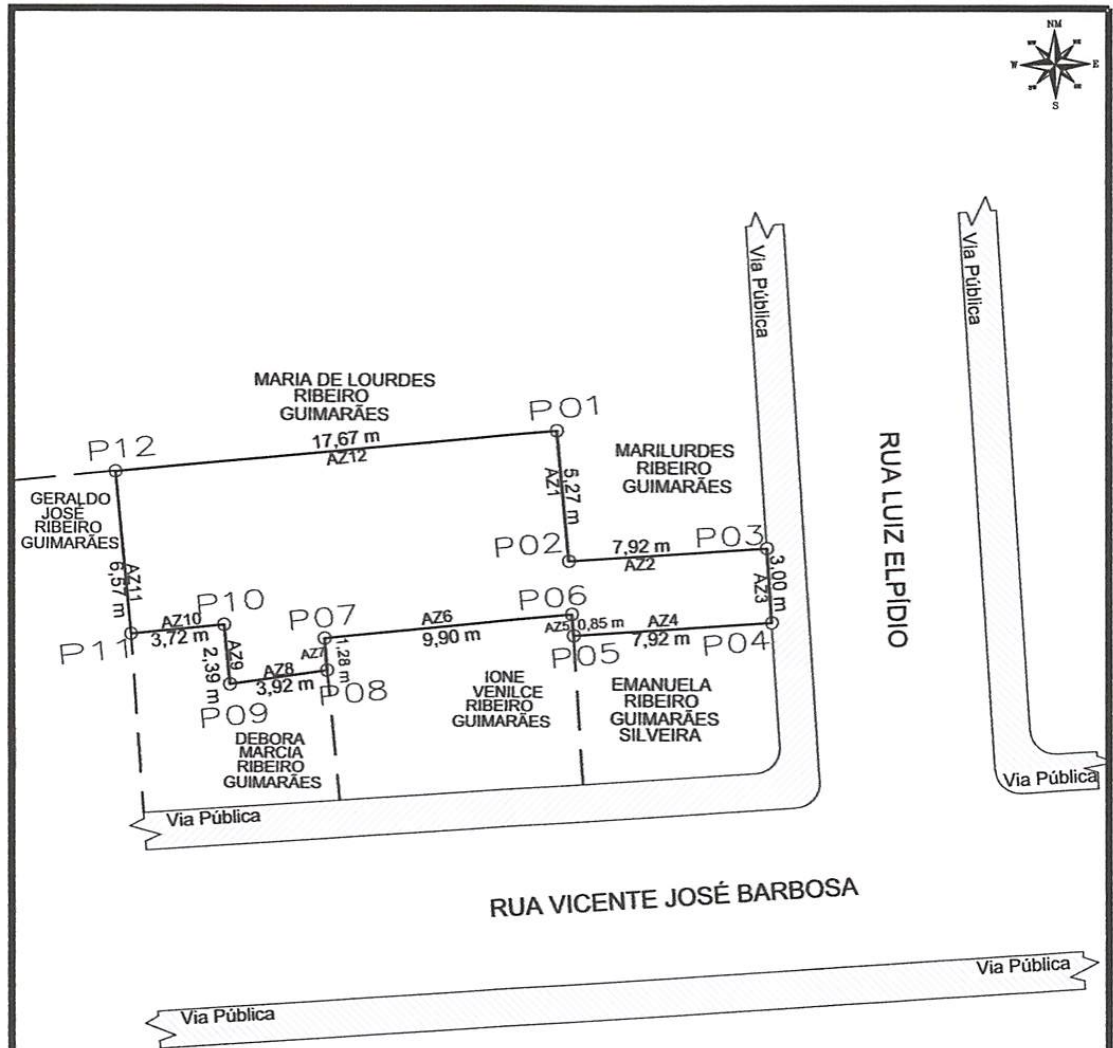 NM
W
E
S
Via Pública
Via Pública
MARIA DE LOURDES
RIBEIRO
GUIMARÃES
P01
P12
17,67 m
AZ12
MARILURDES
RIBEIRO
GUIMARÃES
RUA LUIZ ELPÍDIO
GERALDO
JOSÉ
RIBEIRO
GUIMARÃES
5,27 m
AZ1
P02
7,92 m
AZ2
P03
3,00 m
AZ3
AZ11
6,57 m
P10
P07
AZ6
9,90 m
P06
AZ5
0,85 m
AZ4
7,92 m
P04
P05
P11
AZ10
3,72 m
AZ9
2,39 m
AZ8
3,92 m
AZ7
1,28 m
P08
P09
IONE
VENILCE
RIBEIRO
GUIMARÃES
EMANUELA
RIBEIRO
GUIMARÃES
SILVEIRA
DEBORA
MARCIA
RIBEIRO
GUIMARÃES
Via Pública
Via Pública
RUA VICENTE JOSÉ BARBOSA
Via Pública
Via Pública